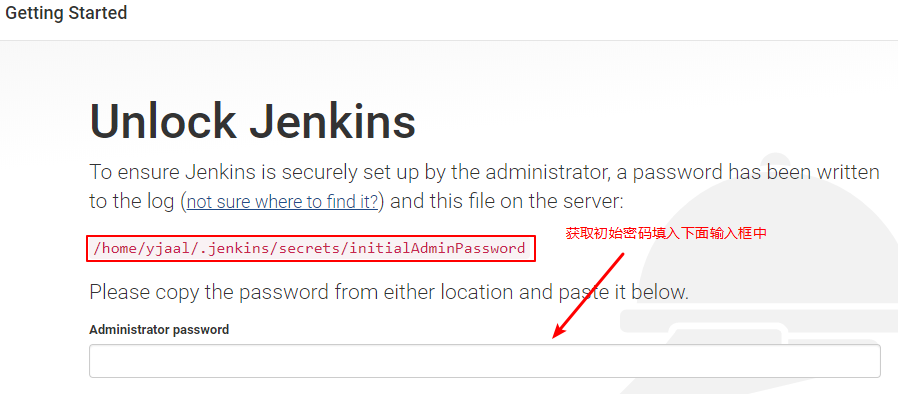 Getting Started
Unlock Jenkins
To ensure Jenkins is securely set up by the administrator, a password has been written
to the log (not sure where to find it?) and this file on the server:
获取初始密码填入下面输入框中
/home/yjaal/.jenkins/secrets/initialAdminPassword
Please copy the password from either location and paste it below.
Administrator password